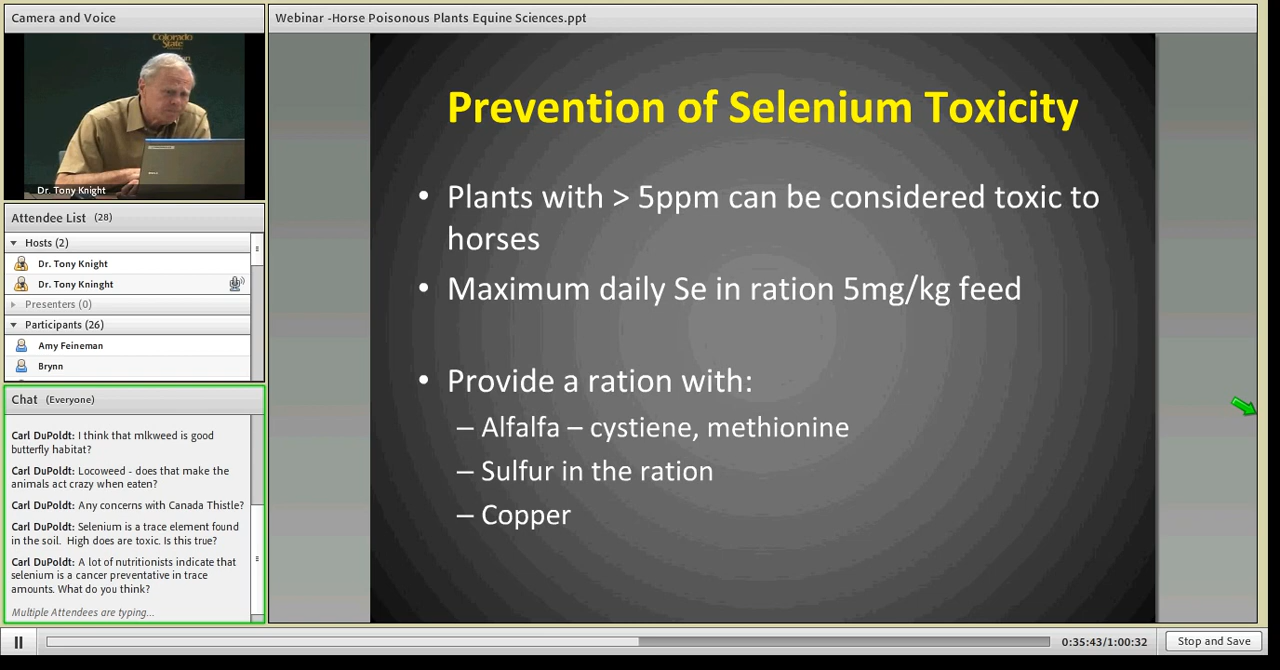 Camera and Voice
Colorado
State
Dr. Tony Knight
Attendee List (28)
Hosts (2)
Dr. Tony Knight
Dr. Tony Kninght
Presenters (0)
Participants (26)
Amy Feineman
Brynn
Chat (Everyone)
Carl DuPoldt: I think that mlkweed is good
butterfly habitat?
Carl DuPoldt: Locoweed - does that make the
animals act crazy when eaten?
Carl DuPoldt: Any concerns with Canada Thistle?
Carl DuPoldt: Selenium is a trace element found
in the soil. High does are toxic. Is this true?
Carl DuPoldt: A lot of nutritionists indicate that
selenium is a cancer preventative in trace
amounts. What do you think?
Multiple Attendees are typing...
Webinar -Horse Poisonous Plants Equine Sciences.ppt
Prevention of Selenium Toxicity
• Plants with > 5ppm can be considered toxic to
horses
• Maximum daily Se in ration 5mg/kg feed
• Provide a ration with:
– Alfalfa – cystiene, methionine
– Sulfur in the ration
– Copper
0:35:43/1:00:32
Stop and Save